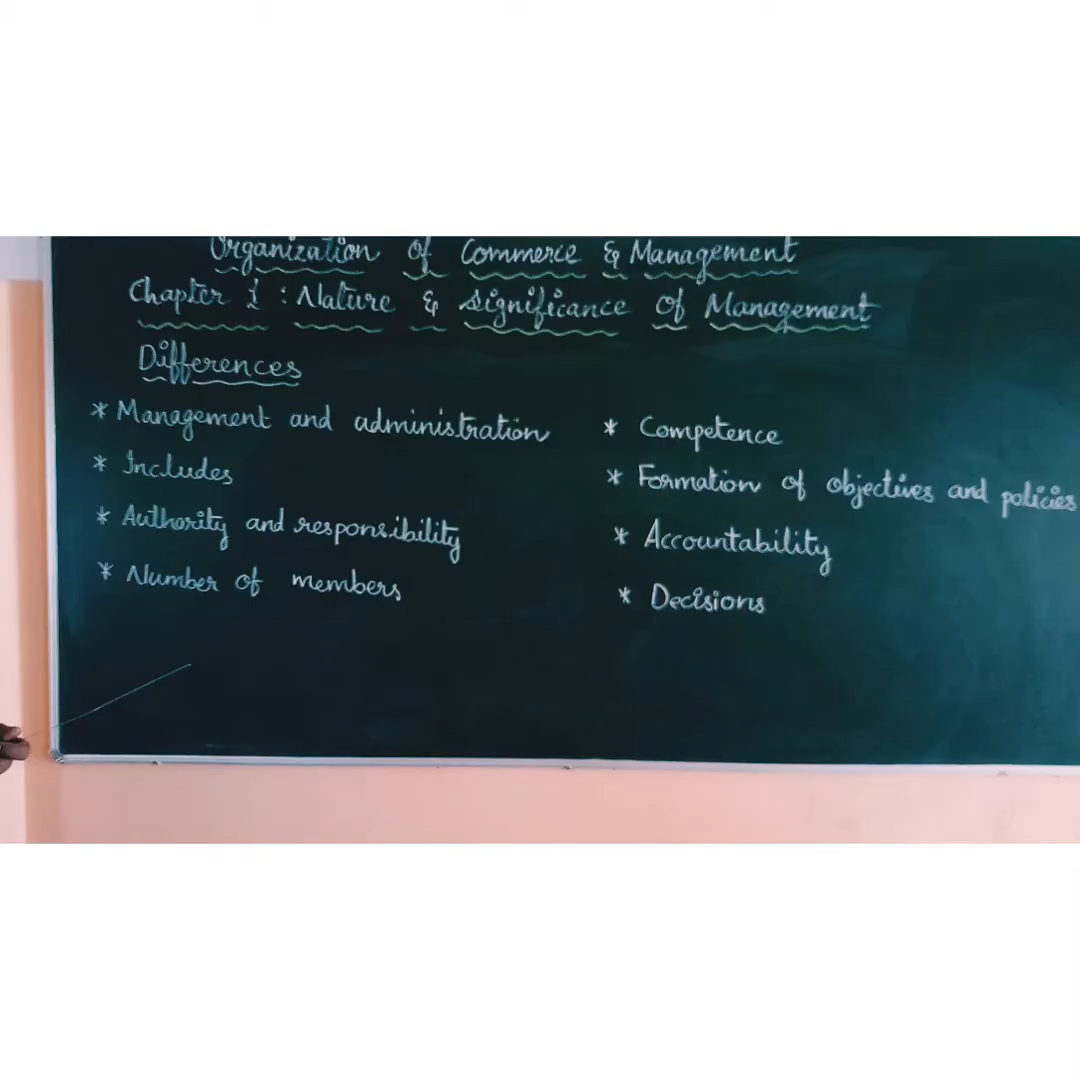 Organization of Commerce & Management
Chapter 1 : Nature & Significance of Management
Differences
* Management and administration
* Includes
* Authority and responsibility
* Number of members
* Competence
* Formation of objectives and policies
* Accountability
* Decisions